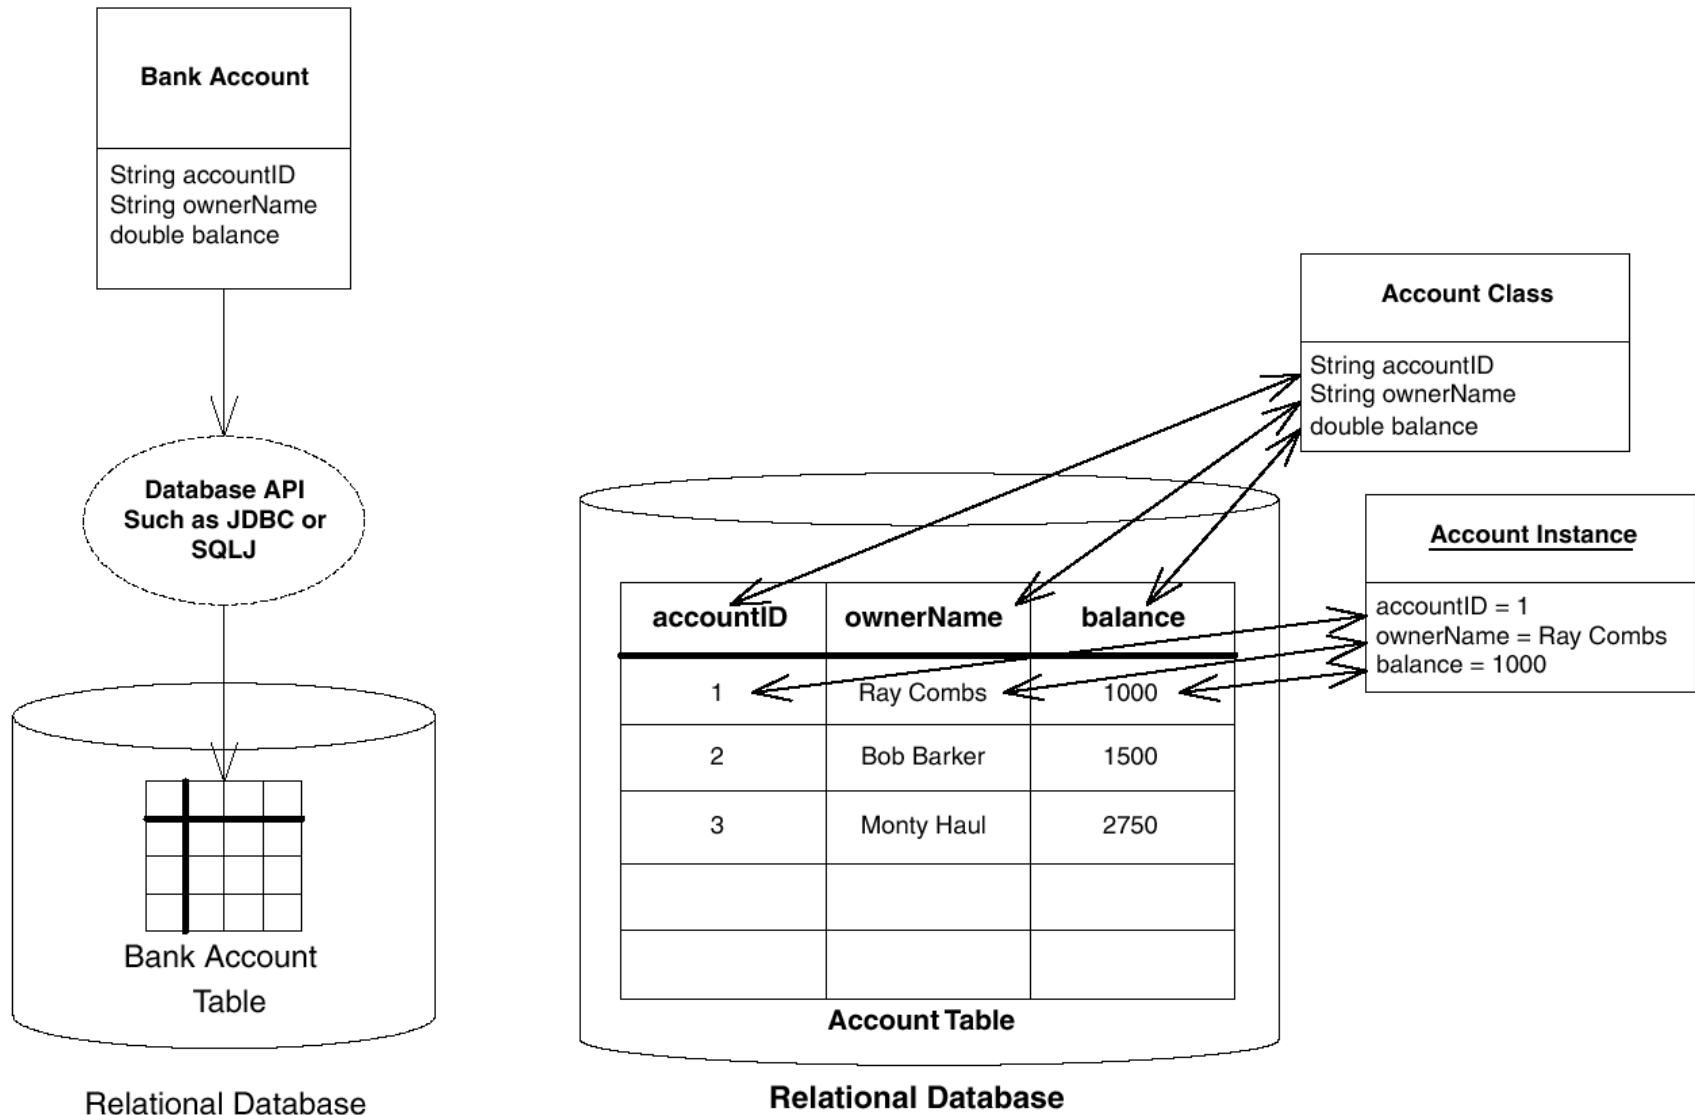 Bank Account
String accountID
String ownerName
double balance
Database API
Such as JDBC or
SQLJ
Bank Account
Table
Relational Database
Account Class
String accountID
String ownerName
double balance
Account Instance
accountID = 1
ownerName = Ray Combs
balance = 1000
accountID ownerName balance
1 Ray Combs 1000
2 Bob Barker 1500
3 Monty Haul 2750
Account Table
Relational Database